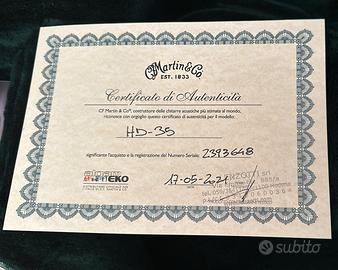 CF Martin & Co
EST. 1833
Certificato di Autenticità
CF Martin & Co®, costruttore delle chitarre acustiche più stimate al mondo,
riconosce con orgoglio questo certificato di autenticità per il modello:
HD-35
significante l'acquisto e la registrazione del Numero Seriale: 2393648
EKO
17-05-2021
srl
Modena
subito